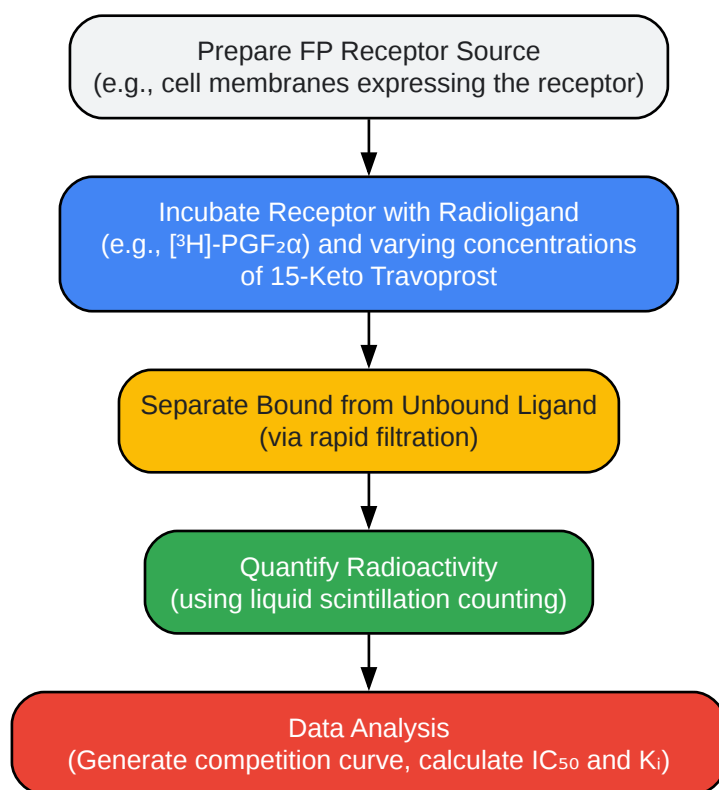 Prepare FP Receptor Source
(e.g., cell membranes expressing the receptor)
Incubate Receptor with Radioligand
(e.g., [³H]-PGF₂α) and varying concentrations
of 15-Keto Travoprost
Separate Bound from Unbound Ligand
(via rapid filtration)
Quantify Radioactivity
(using liquid scintillation counting)
Data Analysis
(Generate competition curve, calculate IC₅₀ and Kᵢ)